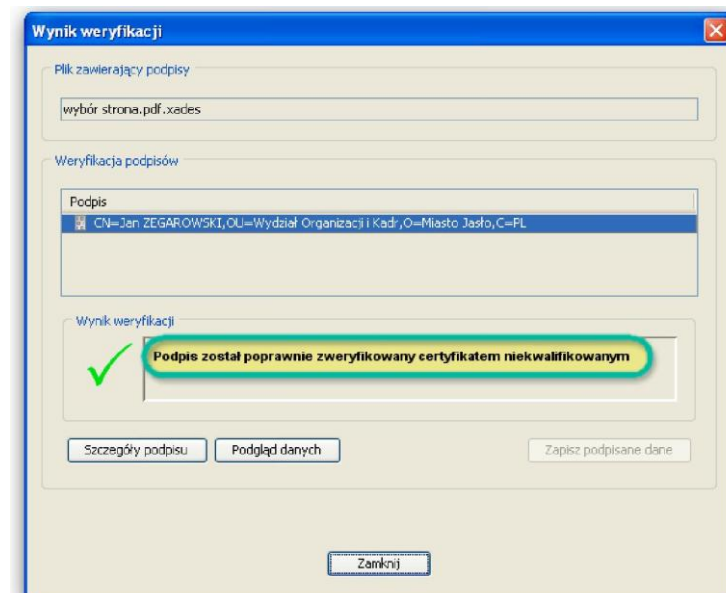 Wynik weryfikacji
Plik zawierający podpisy
wybór strona.pdf.xades
Weryfikacja podpisów
Podpis
CN=Jan ZEGAROWSKI,OU=Wydział Organizacji i Kadr,O=Miasto Jasło,C=PL
Wynik weryfikacji
Podpis został poprawnie zweryfikowany certyfikatem niekwalifikowanym
Szczegóły podpisu
Podgląd danych
Zapisz podpisane dane
Zamknij